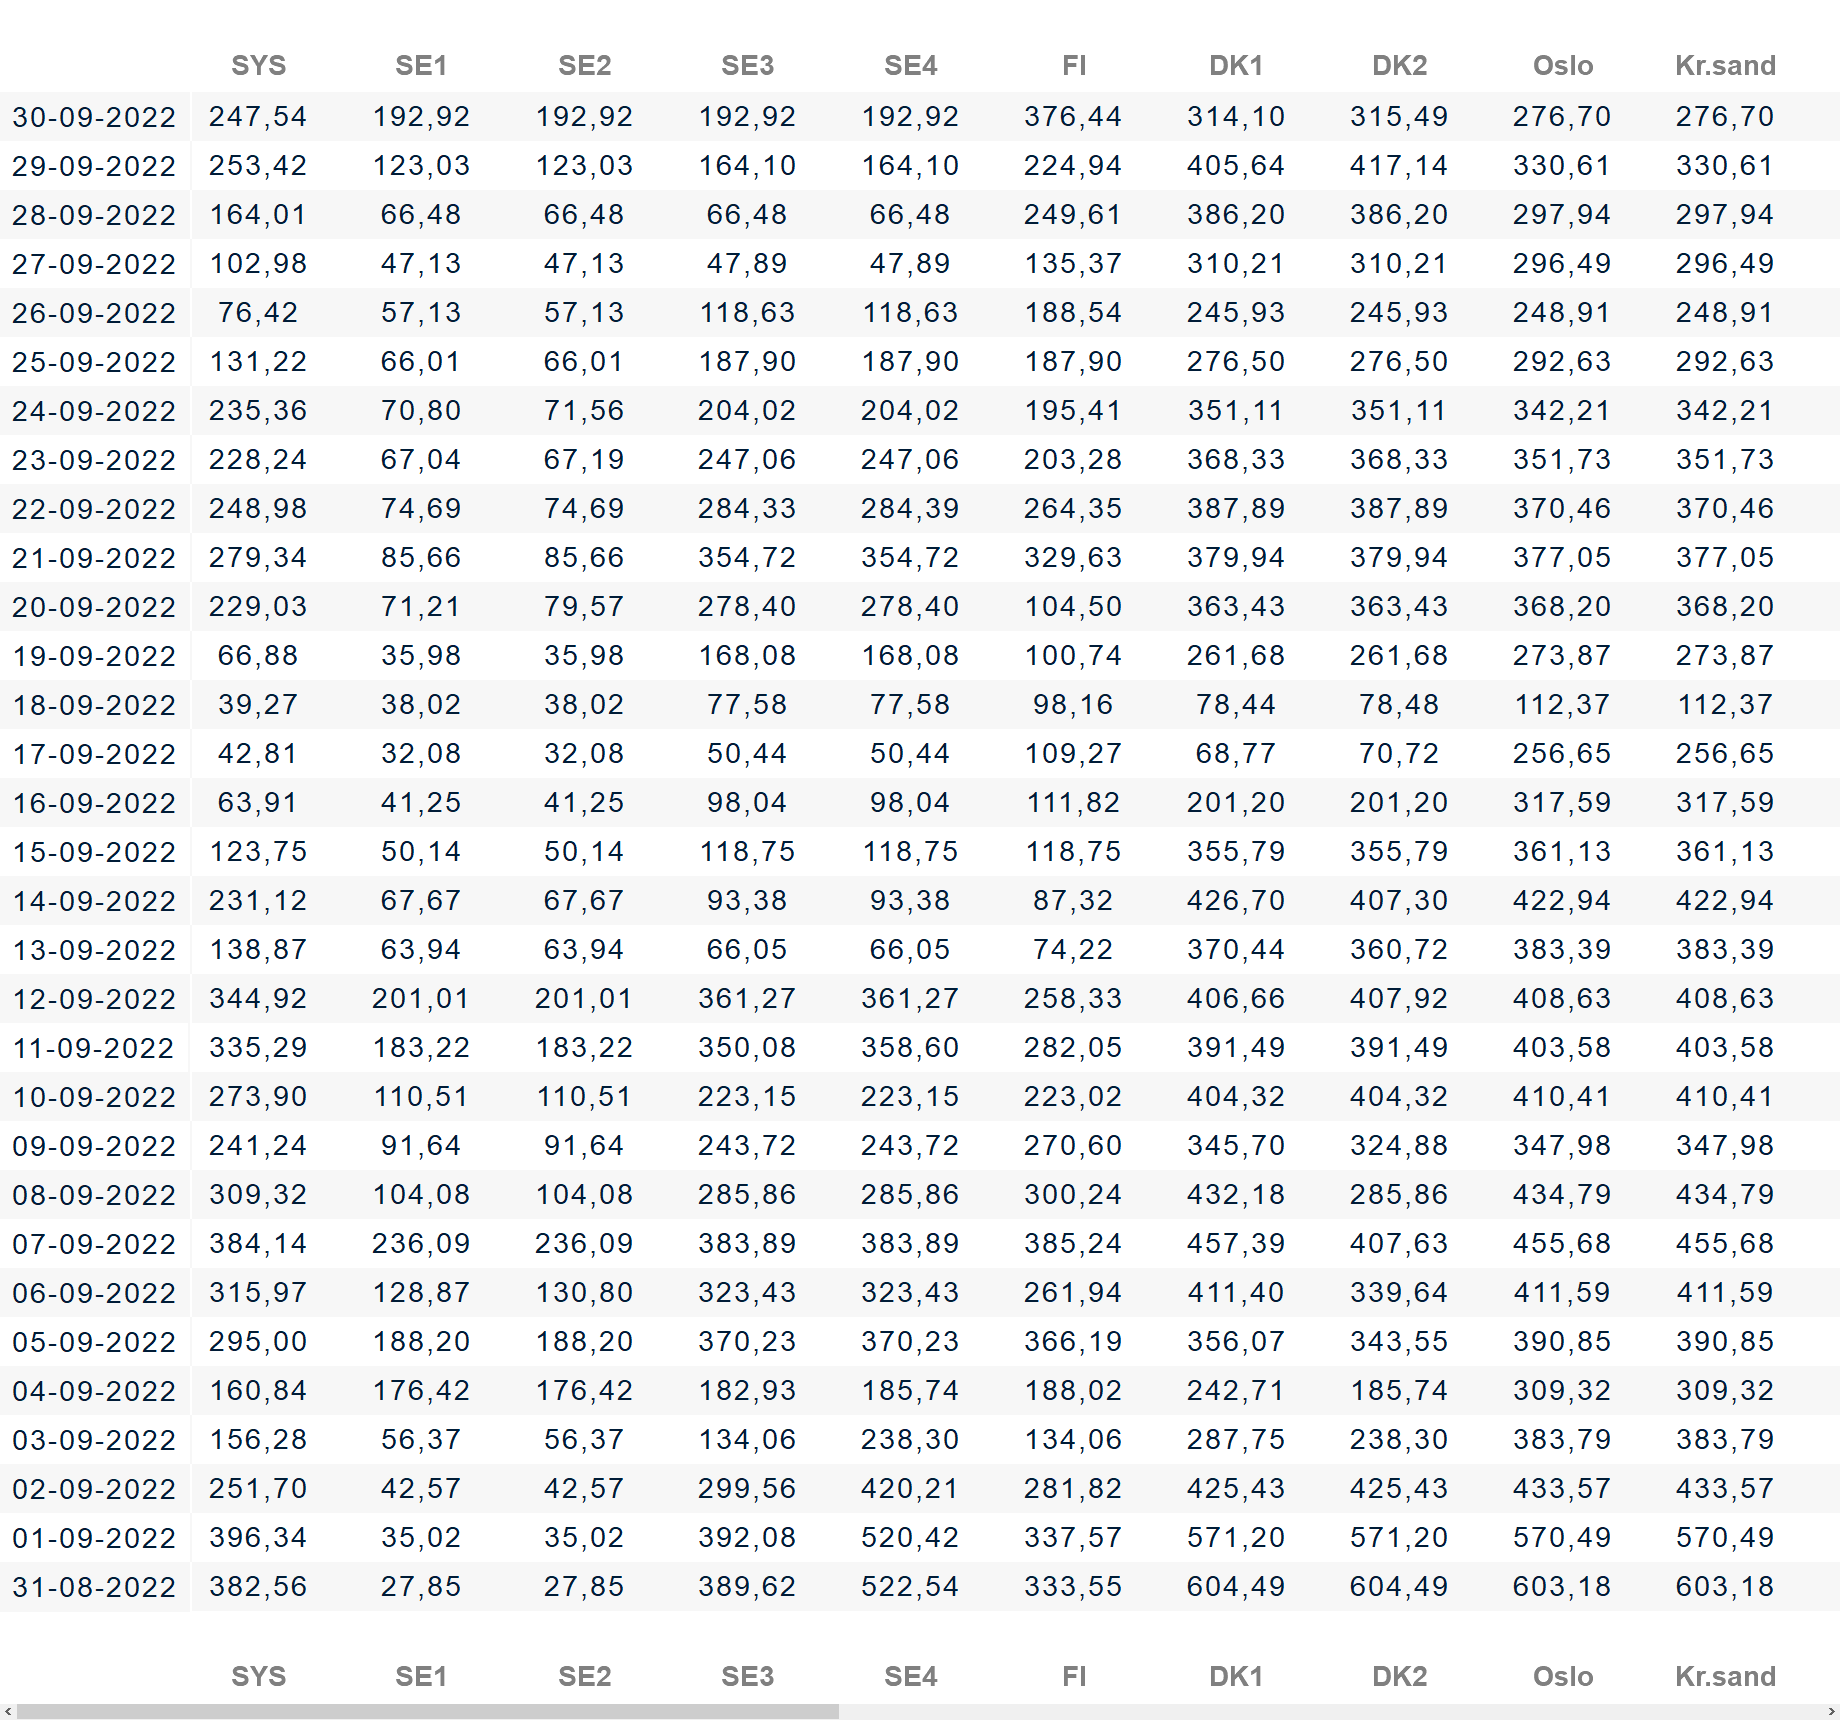 SYS SE1 SE2 SE3 SE4 FI DK1 DK2 Oslo Kr.sand
30-09-2022 247,54 192,92 192,92 192,92 192,92 376,44 314,10 315,49 276,70 276,70
29-09-2022 253,42 123,03 123,03 164,10 164,10 224,94 405,64 417,14 330,61 330,61
28-09-2022 164,01 66,48 66,48 66,48 66,48 249,61 386,20 386,20 297,94 297,94
27-09-2022 102,98 47,13 47,13 47,89 47,89 135,37 310,21 310,21 296,49 296,49
26-09-2022 76,42 57,13 57,13 118,63 118,63 188,54 245,93 245,93 248,91 248,91
25-09-2022 131,22 66,01 66,01 187,90 187,90 187,90 276,50 276,50 292,63 292,63
24-09-2022 235,36 70,80 71,56 204,02 204,02 195,41 351,11 351,11 342,21 342,21
23-09-2022 228,24 67,04 67,19 247,06 247,06 203,28 368,33 368,33 351,73 351,73
22-09-2022 248,98 74,69 74,69 284,33 284,39 264,35 387,89 387,89 370,46 370,46
21-09-2022 279,34 85,66 85,66 354,72 354,72 329,63 379,94 379,94 377,05 377,05
20-09-2022 229,03 71,21 79,57 278,40 278,40 104,50 363,43 363,43 368,20 368,20
19-09-2022 66,88 35,98 35,98 168,08 168,08 100,74 261,68 261,68 273,87 273,87
18-09-2022 39,27 38,02 38,02 77,58 77,58 98,16 78,44 78,48 112,37 112,37
17-09-2022 42,81 32,08 32,08 50,44 50,44 109,27 68,77 70,72 256,65 256,65
16-09-2022 63,91 41,25 41,25 98,04 98,04 111,82 201,20 201,20 317,59 317,59
15-09-2022 123,75 50,14 50,14 118,75 118,75 118,75 355,79 355,79 361,13 361,13
14-09-2022 231,12 67,67 67,67 93,38 93,38 87,32 426,70 407,30 422,94 422,94
13-09-2022 138,87 63,94 63,94 66,05 66,05 74,22 370,44 360,72 383,39 383,39
12-09-2022 344,92 201,01 201,01 361,27 361,27 258,33 406,66 407,92 408,63 408,63
11-09-2022 335,29 183,22 183,22 350,08 358,60 282,05 391,49 391,49 403,58 403,58
10-09-2022 273,90 110,51 110,51 223,15 223,15 223,02 404,32 404,32 410,41 410,41
09-09-2022 241,24 91,64 91,64 243,72 243,72 270,60 345,70 324,88 347,98 347,98
08-09-2022 309,32 104,08 104,08 285,86 285,86 300,24 432,18 285,86 434,79 434,79
07-09-2022 384,14 236,09 236,09 383,89 383,89 385,24 457,39 407,63 455,68 455,68
06-09-2022 315,97 128,87 130,80 323,43 323,43 261,94 411,40 339,64 411,59 411,59
05-09-2022 295,00 188,20 188,20 370,23 370,23 366,19 356,07 343,55 390,85 390,85
04-09-2022 160,84 176,42 176,42 182,93 185,74 188,02 242,71 185,74 309,32 309,32
03-09-2022 156,28 56,37 56,37 134,06 238,30 134,06 287,75 238,30 383,79 383,79
02-09-2022 251,70 42,57 42,57 299,56 420,21 281,82 425,43 425,43 433,57 433,57
01-09-2022 396,34 35,02 35,02 392,08 520,42 337,57 571,20 571,20 570,49 570,49
31-08-2022 382,56 27,85 27,85 389,62 522,54 333,55 604,49 604,49 603,18 603,18
SYS SE1 SE2 SE3 SE4 FI DK1 DK2 Oslo Kr.sand